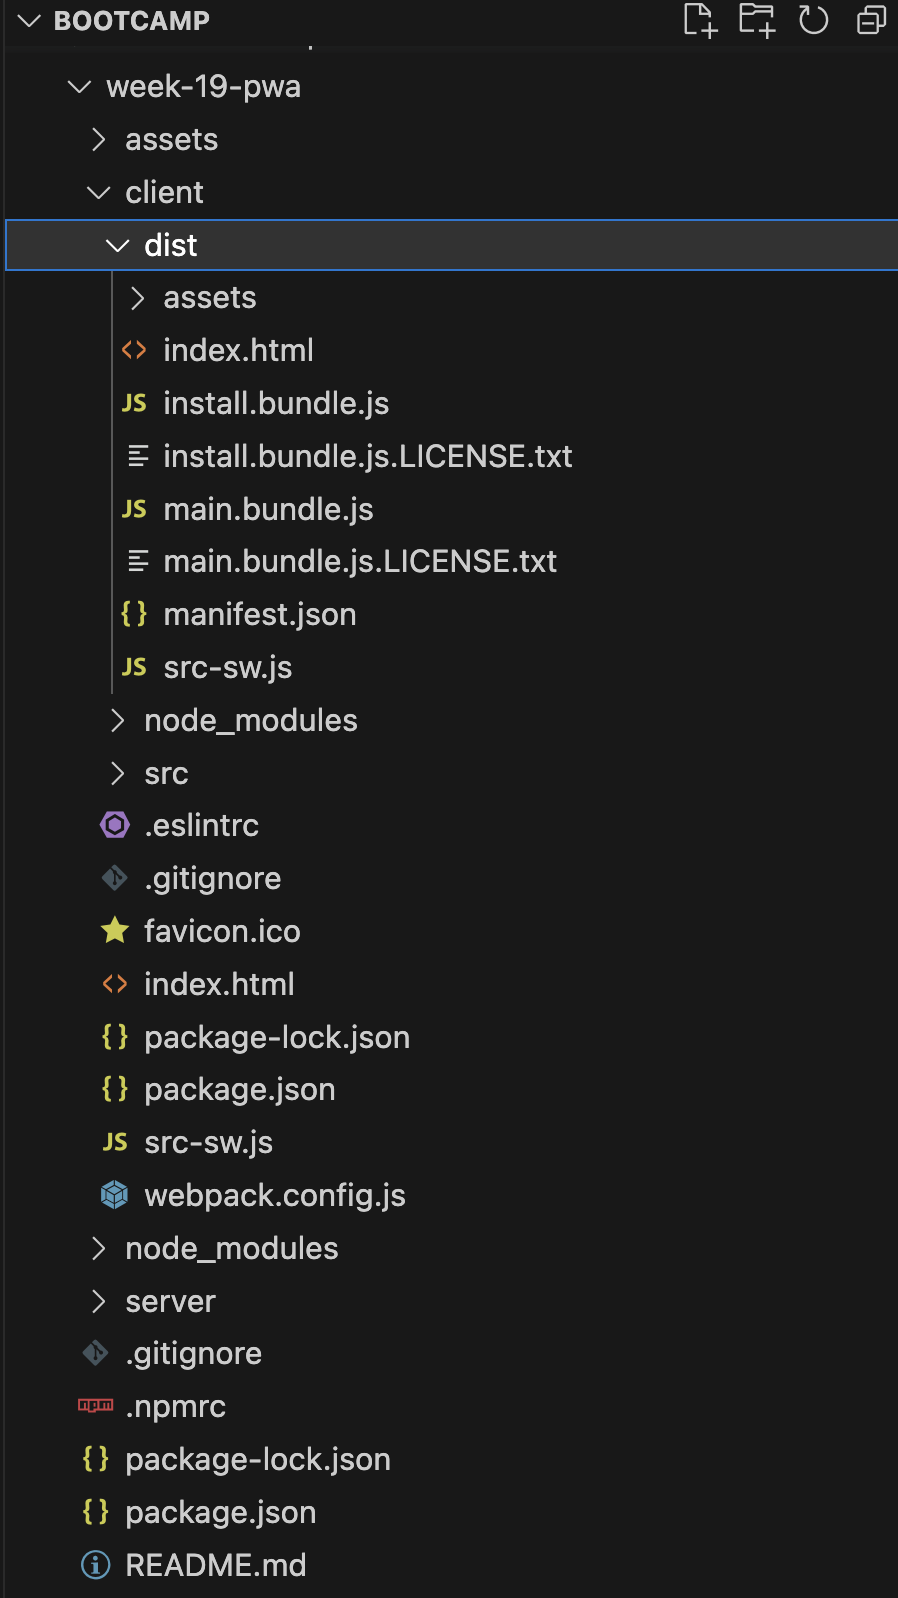 BOOTCAMP
week-19-pwa
assets
client
dist
assets
index.html
JS install.bundle.js
install.bundle.js.LICENSE.txt
JS main.bundle.js
main.bundle.js.LICENSE.txt
{} manifest.json
JS src-sw.js
node_modules
src
.eslintrc
.gitignore
favicon.ico
index.html
{} package-lock.json
{} package.json
JS src-sw.js
webpack.config.js
node_modules
server
.gitignore
npm .npmrc
{} package-lock.json
{} package.json
README.md